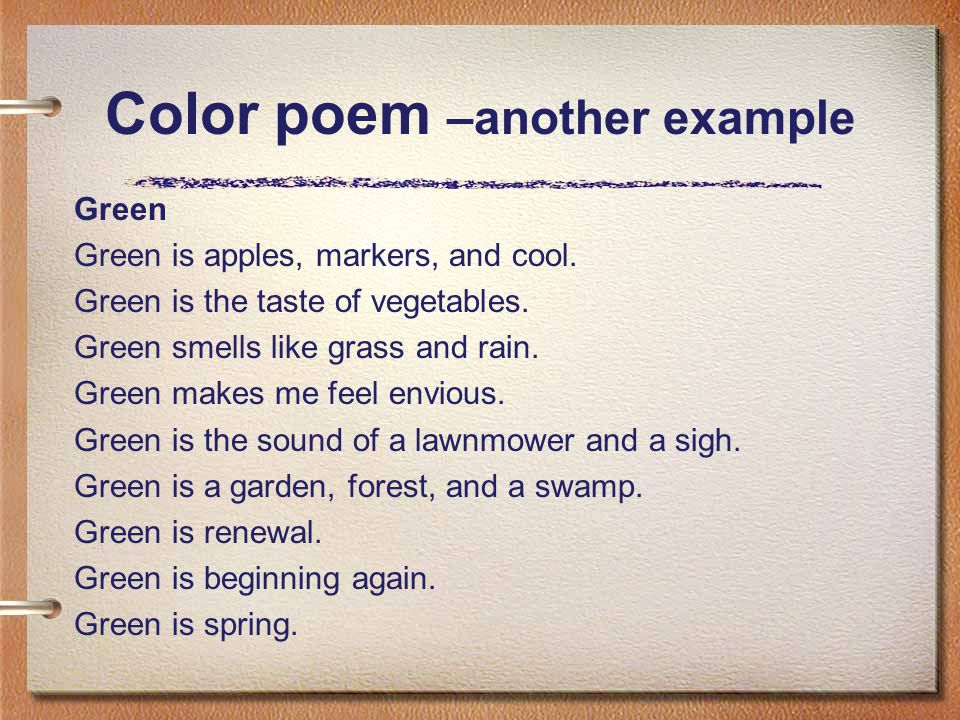 Color poem –another example
Green
Green is apples, markers, and cool.
Green is the taste of vegetables.
Green smells like grass and rain.
Green makes me feel envious.
Green is the sound of a lawnmower and a sigh.
Green is a garden, forest, and a swamp.
Green is renewal.
Green is beginning again.
Green is spring.